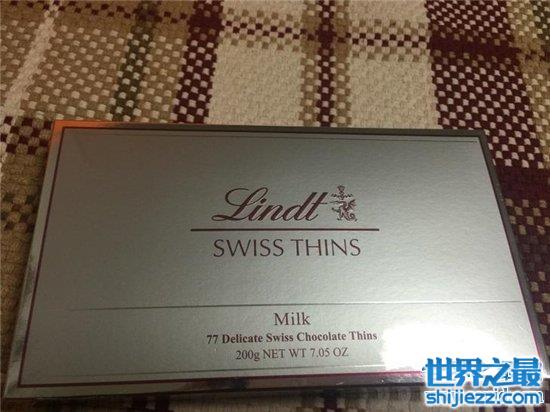 Lindt
SWISS THINS
Milk
77 Delicate Swiss Chocolate Thins
200g NET WT 7.05 OZ
世界之最
shijiezzl.com